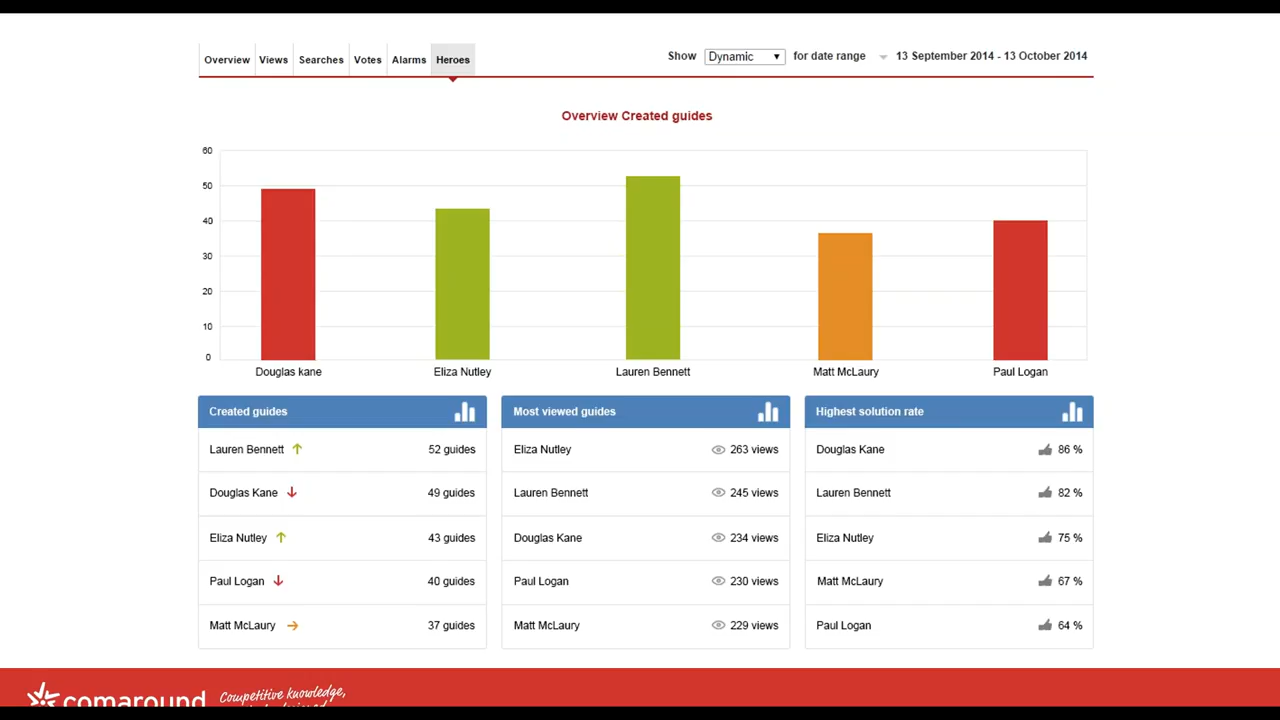 Overview Views Searches Votes Alarms Heroes
Show Dynamic for date range 13 September 2014 - 13 October 2014
Overview Created guides
60
50
40
30
20
10
0
Douglas kane Eliza Nutley Lauren Bennett Matt McLaury Paul Logan
Created guides
Lauren Bennett 52 guides
Douglas Kane 49 guides
Eliza Nutley 43 guides
Paul Logan 40 guides
Matt McLaury 37 guides
Most viewed guides
Eliza Nutley 263 views
Lauren Bennett 245 views
Douglas Kane 234 views
Paul Logan 230 views
Matt McLaury 229 views
Highest solution rate
Douglas Kane 86 %
Lauren Bennett 82 %
Eliza Nutley 75 %
Matt McLaury 67 %
Paul Logan 64 %
comaround
Competitive knowledge,